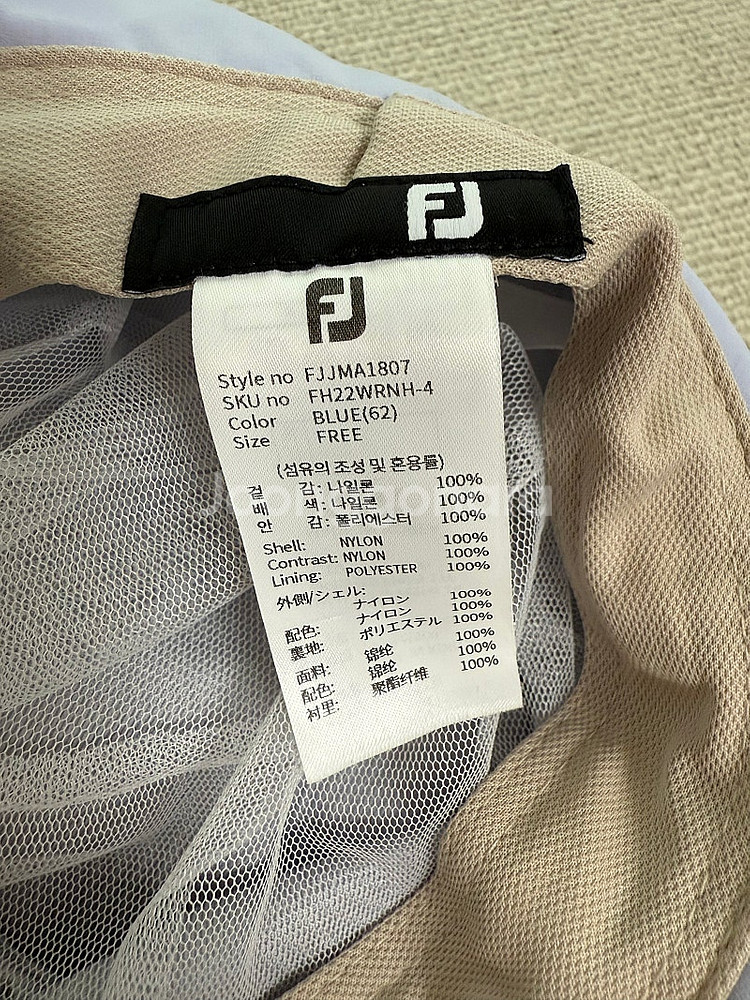 FJ
FJ
Style no FJJMA1807
SKU no FH22WRNH-4
Color BLUE(62)
Size FREE
(섬유의 조성 및 혼용률)
겉 감: 나일론 100%
배 색: 나일론 100%
안 감: 폴리에스터 100%
Shell: NYLON 100%
Contrast: NYLON 100%
Lining: POLYESTER 100%
外側/シェル: ナイロン 100%
配色: ナイロン 100%
裏地: ポリエステル 100%
面料: 锦纶 100%
配色: 锦纶 100%
衬里: 聚酯纤维 100%